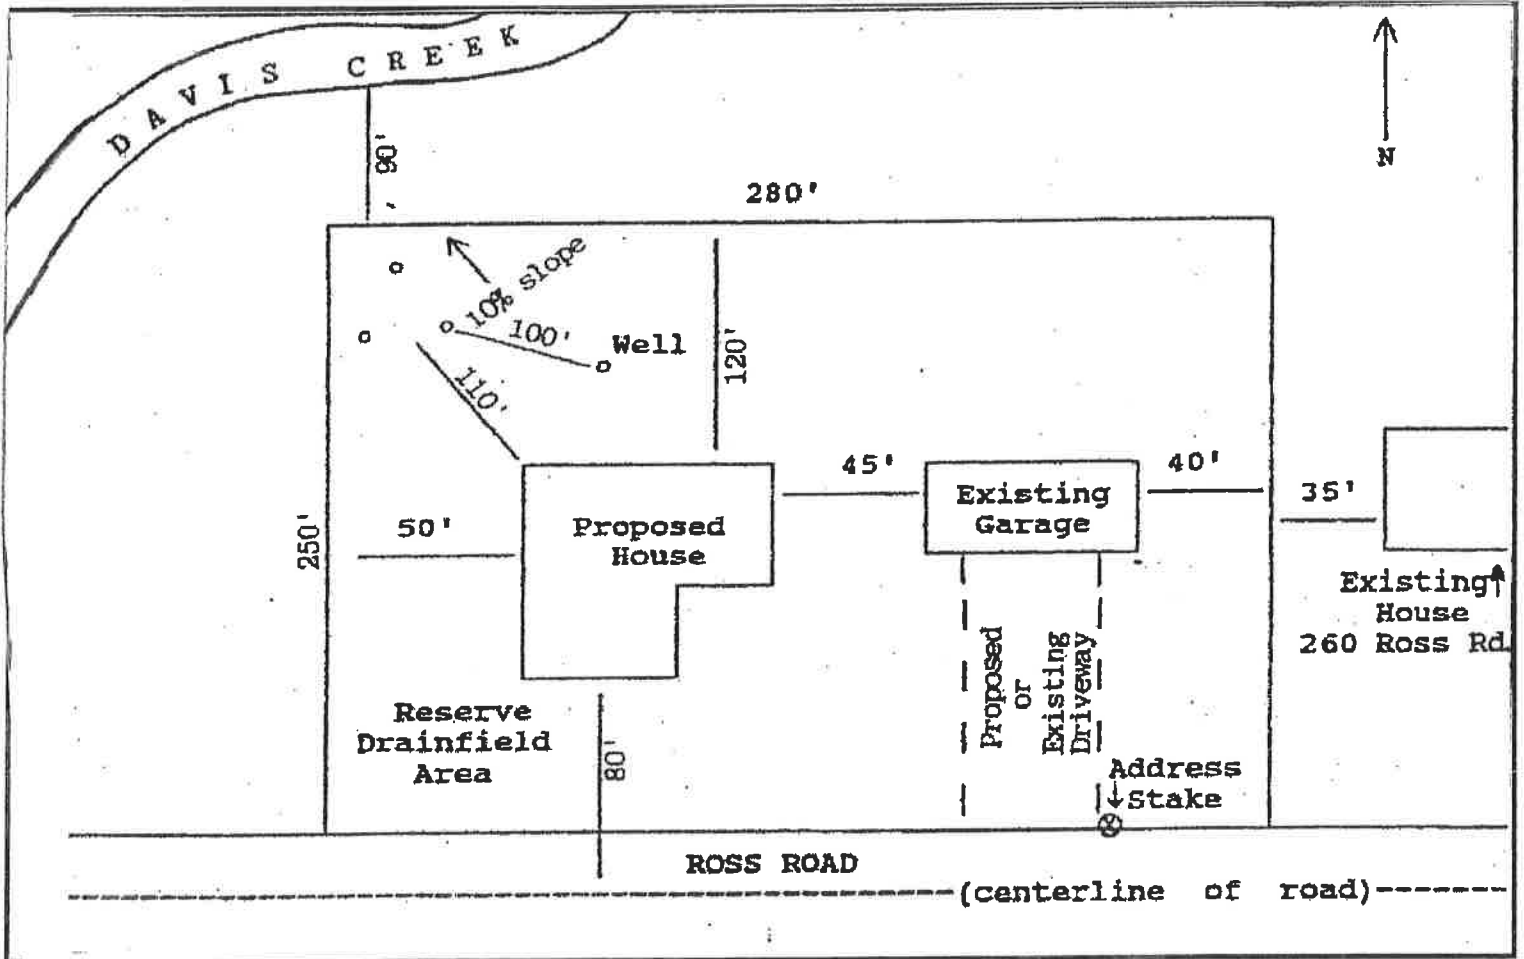 DAVIS CREEK
N
90'
280'
10% slope
100'
Well
120'
110'
45'
40'
35'
Existing
Garage
50'
Proposed
House
250'
Existing
House
260 Ross Rd.
Proposed
or
Existing
Driveway
Reserve
Drainfield
Area
80'
Address
Stake
ROSS ROAD
(centerline of road)